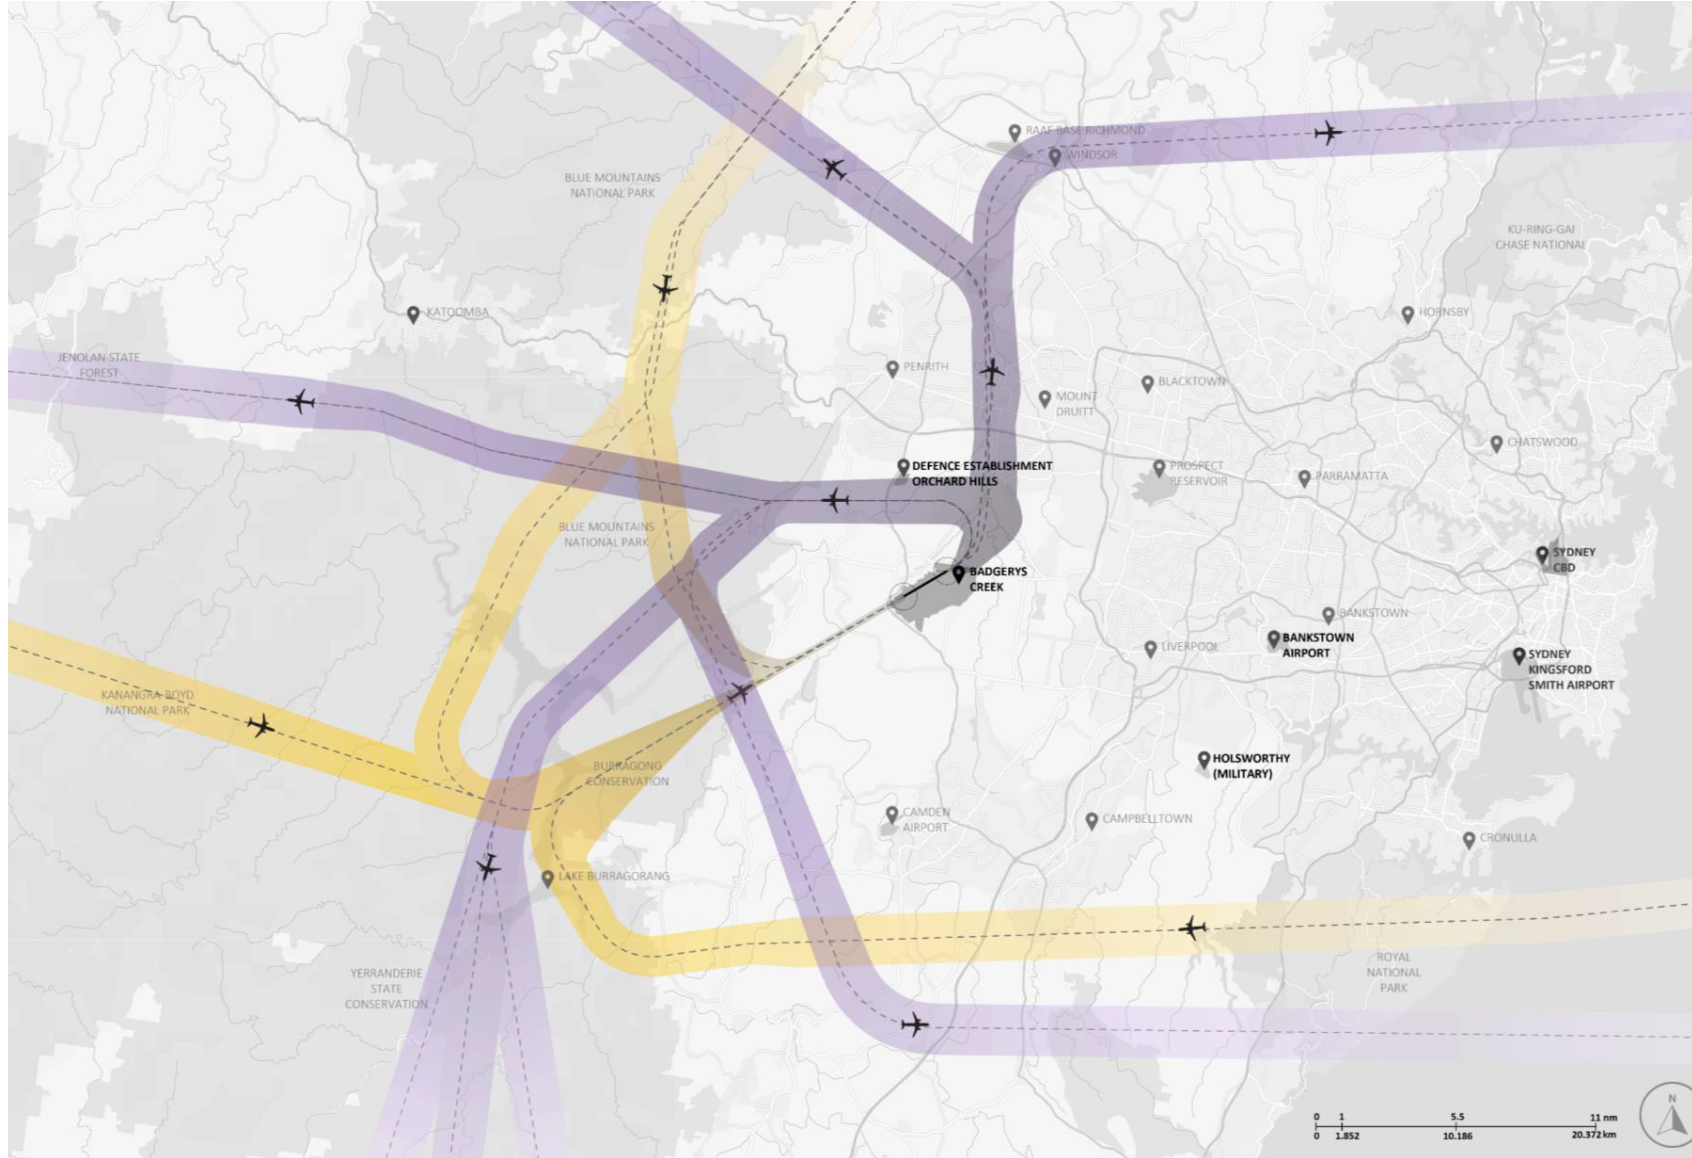 RAAF BASE RICHMOND
WINDSOR
BLUE MOUNTAINS
NATIONAL PARK
KU-RING-GAI
CHASE NATIONAL
KATOOMBA
HORNSBY
JENOLAN STATE
FOREST
PENRITH
BLACKTOWN
MOUNT
DRUITT
CHATSWOOD
DEFENCE ESTABLISHMENT
ORCHARD HILLS
PROSPECT
RESERVOIR
PARRAMATTA
BLUE MOUNTAINS
NATIONAL PARK
SYDNEY
CBD
BADGERYS
CREEK
BANKSTOWN
BANKSTOWN
AIRPORT
LIVERPOOL
SYDNEY
KINGSFORD
SMITH AIRPORT
KANANGRA-BOYD
NATIONAL PARK
BURRAGONG
CONSERVATION
HOLSWORTHY
(MILITARY)
CAMDEN
AIRPORT
CAMPBELLTOWN
CRONULLA
LAKE BURRAGORANG
YERRANDERIE
STATE
CONSERVATION
ROYAL
NATIONAL
PARK
N
0 1 5.5 11 nm
0 1.852 10.186 20.372 km